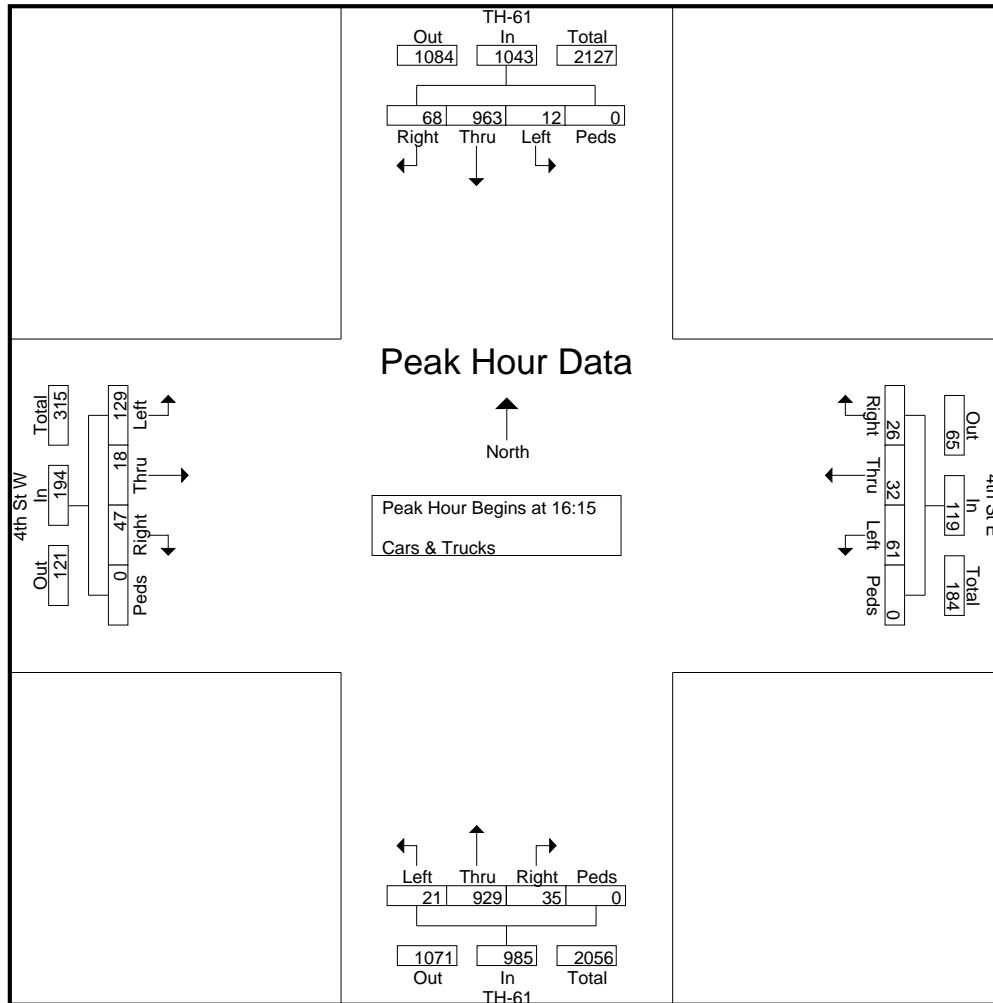 TH-61
Out In Total
1084 1043 2127
68 963 12 0
Right Thru Left Peds
Peak Hour Data
North
Peak Hour Begins at 16:15
Cars & Trucks
4th St W
Total In Out
315 194 121
129 18 47 0
Left Thru Right Peds
Right Thru Left Peds
26 32 61 0
65 119 184
Out In Total
4th St E
Left Thru Right Peds
21 929 35 0
1071 985 2056
Out In Total
TH-61